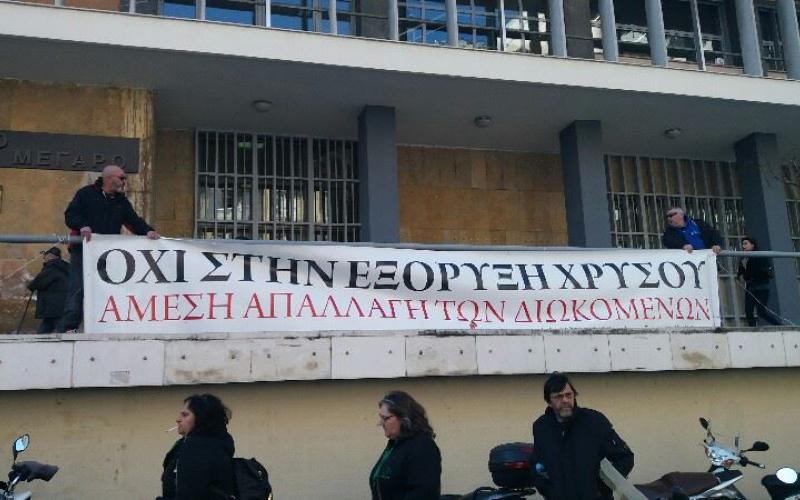 ΜΕΓΑΡΟ
ΟΧΙ ΣΤΗΝ ΕΞΟΡΥΞΗ ΧΡΥΣΟΥ
ΑΜΕΣΗ ΑΠΑΛΛΑΓΗ ΤΩΝ ΔΙΩΚΟΜΕΝΩΝ